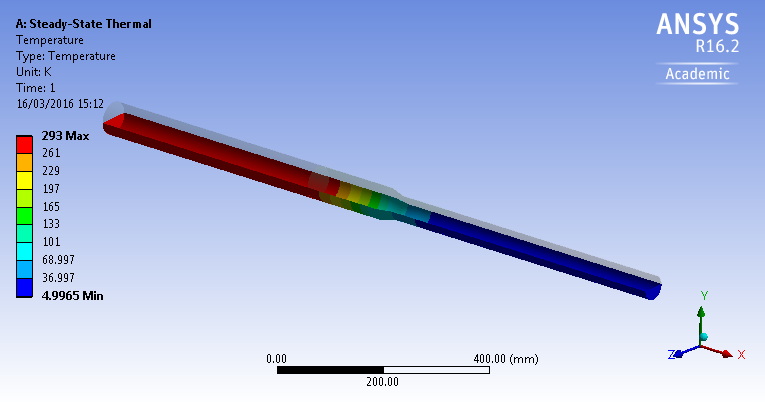 A: Steady-State Thermal
Temperature
Type: Temperature
Unit: K
Time: 1
16/03/2016 15:12
293 Max
261
229
197
165
133
101
68.997
36.997
4.9965 Min
ANSYS
R16.2
Academic
0.00 400.00 (mm)
200.00
Y
Z X